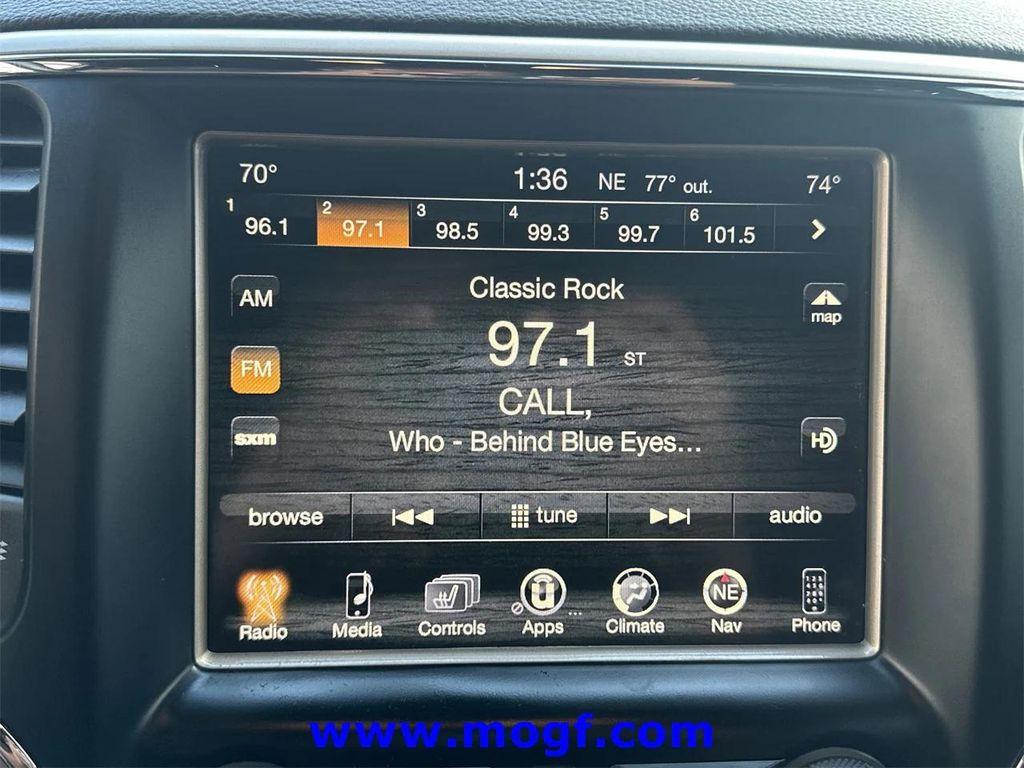 70° 1:36 NE 77° out. 74°
1 96.1 2 97.1 3 98.5 4 99.3 5 99.7 6 101.5
Classic Rock
AM
map
97.1 ST
FM
CALL,
sxm Who - Behind Blue Eyes... HD
browse tune audio
NE
Radio Media Controls Apps Climate Nav Phone
www.mogf.com